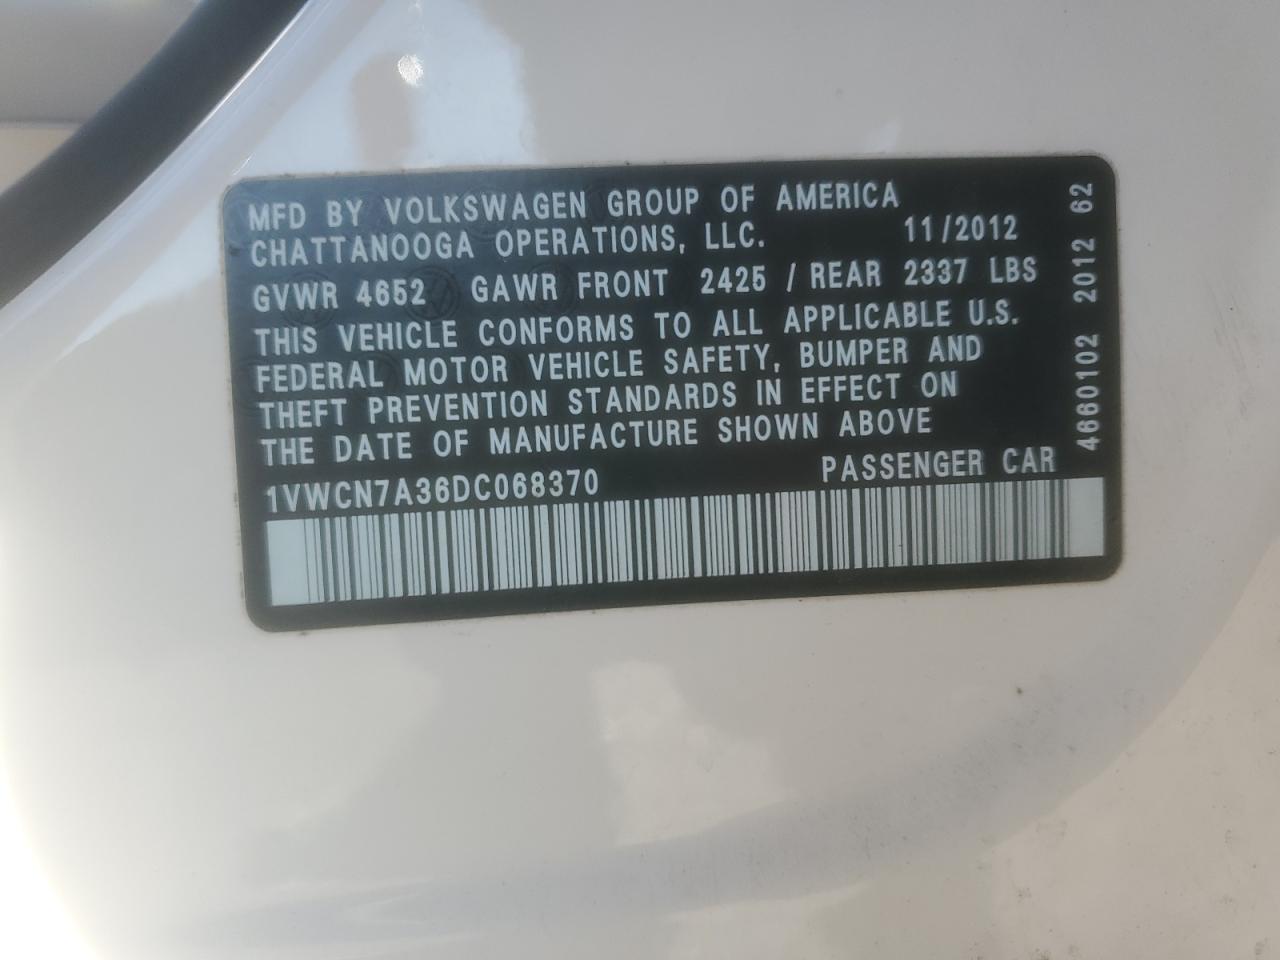 MFD BY VOLKSWAGEN GROUP OF AMERICA
CHATTANOOGA OPERATIONS, LLC. 11/2012
GVWR 4652 GAWR FRONT 2425 / REAR 2337 LBS
THIS VEHICLE CONFORMS TO ALL APPLICABLE U.S.
FEDERAL MOTOR VEHICLE SAFETY, BUMPER AND
THEFT PREVENTION STANDARDS IN EFFECT ON
THE DATE OF MANUFACTURE SHOWN ABOVE
1VWCN7A36DC068370 PASSENGER CAR
4660102 2012 62